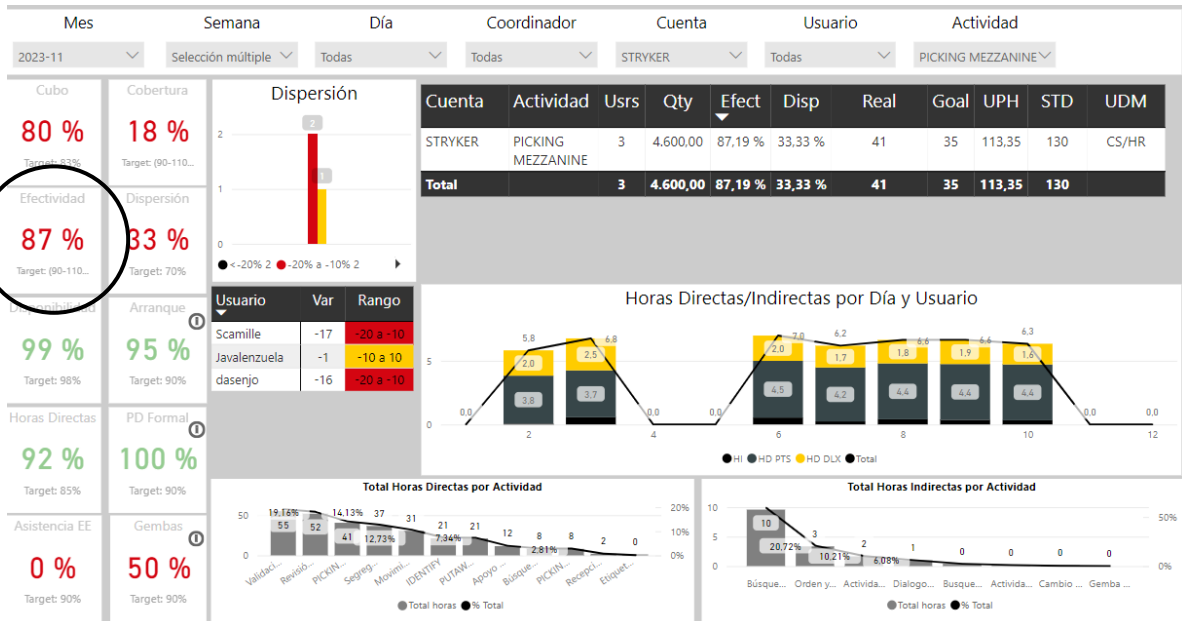 Mes Semana Día Coordinador Cuenta Usuario Actividad
2023-11 Selección múltiple Todas Todas STRYKER Todas PICKING MEZZANINE
Cubo
80 %
Target: 83%
Cobertura
18 %
Target: (90-110...
Efectividad
87 %
Target: (90-110...
Dispersión
33 %
Target: 70%
Disponibilidad
99 %
Target: 98%
Arranque
95 %
Target: 90%
Horas Directas
92 %
Target: 85%
PD Formal
100 %
Target: 90%
Asistencia EE
0 %
Target: 90%
Gembas
50 %
Target: 90%
Dispersión
2
1
0
2
1
<-20% 2 -20% a -10% 2
Usuario Var Rango
Scamille -17 -20 a -10
Javalenzuela -1 -10 a 10
dasenjo -16 -20 a -10
Cuenta Actividad Usrs Qty Efect Disp Real Goal UPH STD UDM
STRYKER PICKING MEZZANINE 3 4.600,00 87,19 % 33,33 % 41 35 113,35 130 CS/HR
Total 3 4.600,00 87,19 % 33,33 % 41 35 113,35 130
Horas Directas/Indirectas por Día y Usuario
5,8 6,8 7,0 6,2 6,6 6,6 6,3
5
2,0 2,5 2,0 1,7 1,8 1,9 1,6
3,8 3,7 4,5 4,2 4,4 4,4 4,4
0,0 0,0 0,0 0,0 0,0
0
2 4 6 8 10 12
HI HD PTS HD DLX Total
Total Horas Directas por Actividad
50
0
19,16% 14,13% 37 31 21 21 12 8 8 2 0
55 52 41 12,73% 7,34% 2,81%
20%
10%
0%
Validaci... Revisió... PICKIN... Segreg... Movimi... IDENTIFY PUTAW... Apoyo ... Búsque... PICKIN... Recepci... Etiquet...
Total horas % Total
Total Horas Indirectas por Actividad
10
5
0
10 3 2 1 0 0 0 0
20,72% 10,21% 6,08%
50%
0%
Búsque... Orden y... Activida... Dialogo... Busque... Activida... Cambio ... Gemba ...
Total horas % Total